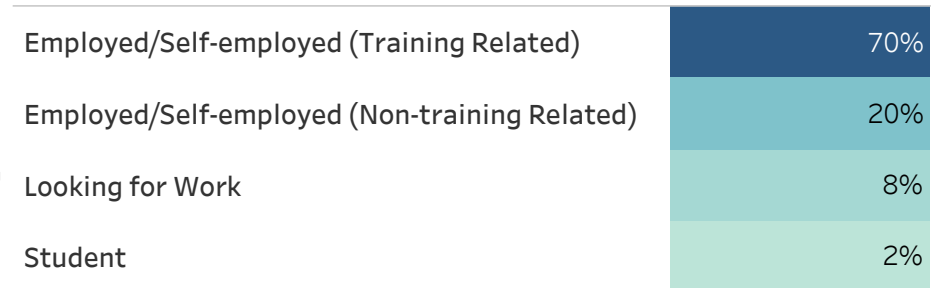 Employed/Self-employed (Training Related) 70%
Employed/Self-employed (Non-training Related) 20%
Looking for Work 8%
Student 2%